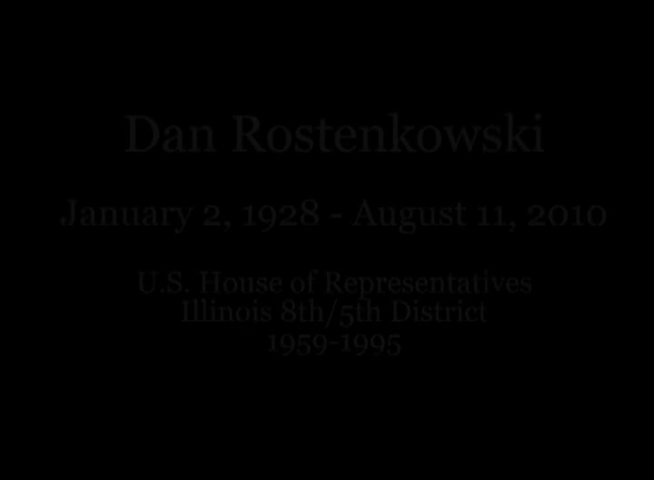 Dan Rostenkowski
January 2, 1928 - August 11, 2010
U.S. House of Representatives
Illinois 8th/5th District
1959-1995